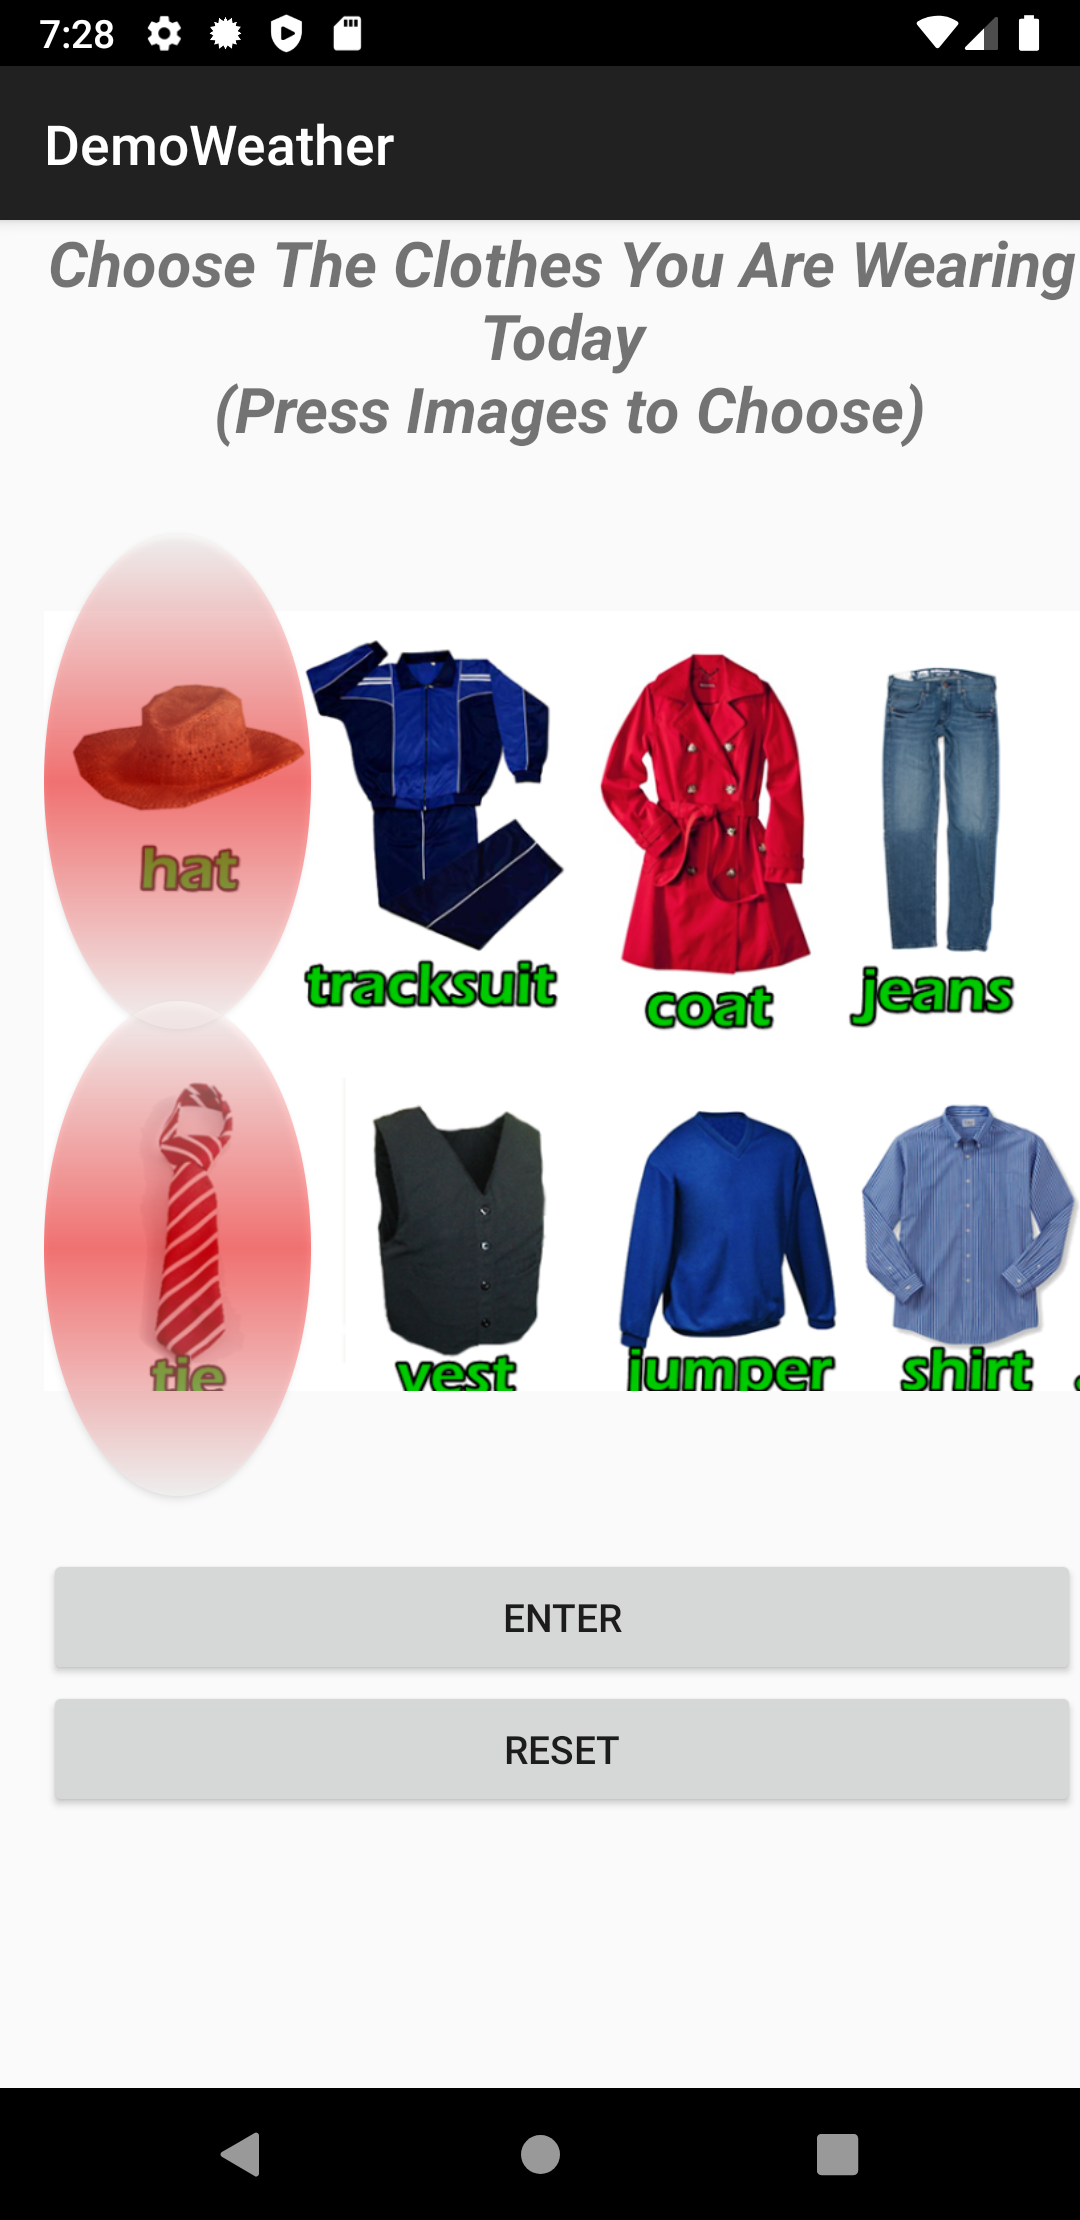 7:28
DemoWeather
Choose The Clothes You Are Wearing
Today
(Press Images to Choose)
hat
tracksuit
coat
jeans
tie
vest
jumper
shirt
ENTER
RESET